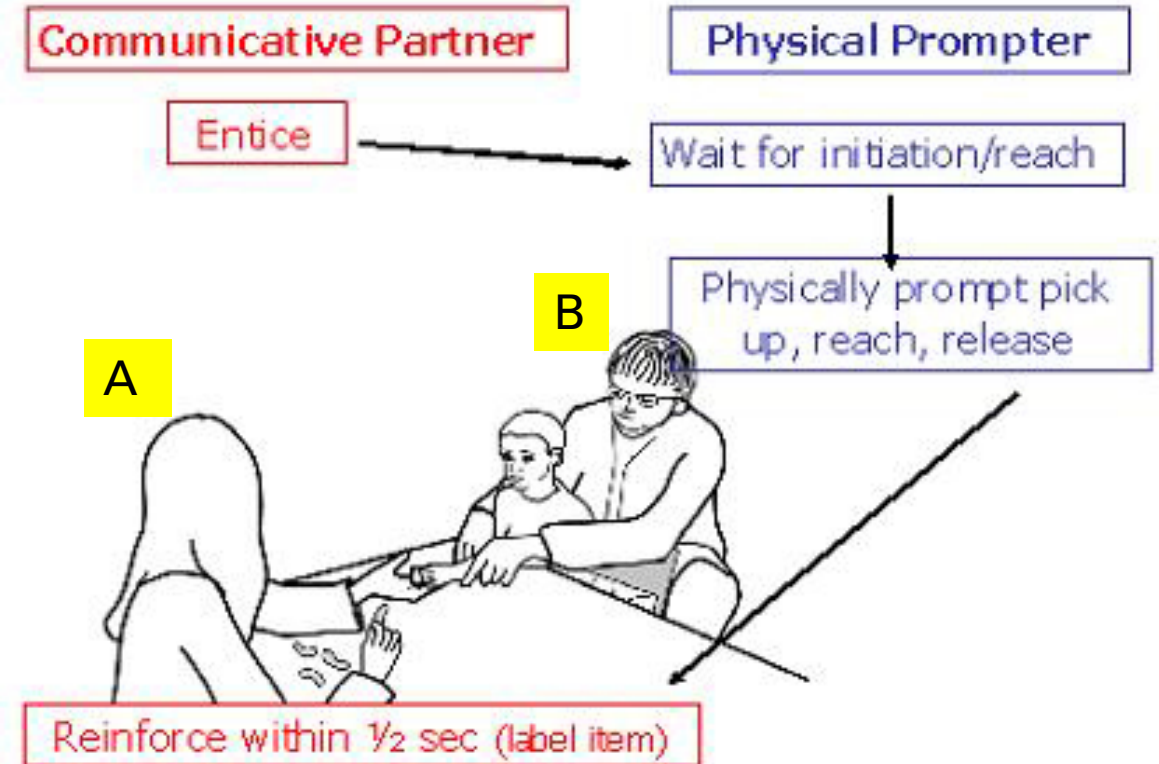 Communicative Partner
Physical Prompter
Entice
Wait for initiation/reach
Physically prompt pick
up, reach, release
B
A
Reinforce within ½ sec (label item)